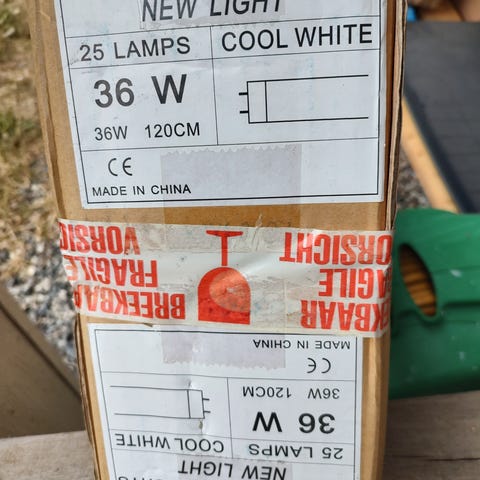 NEW LIGHT
25 LAMPS COOL WHITE
36 W
36W 120CM
CE
MADE IN CHINA
VORSICHT VORSICHT
FRAGILE FRAGILE
BREEKBAAR BREEKBAAR
MADE IN CHINA
CE
36W 120CM
36 W
25 LAMPS COOL WHITE
NEW LIGHT